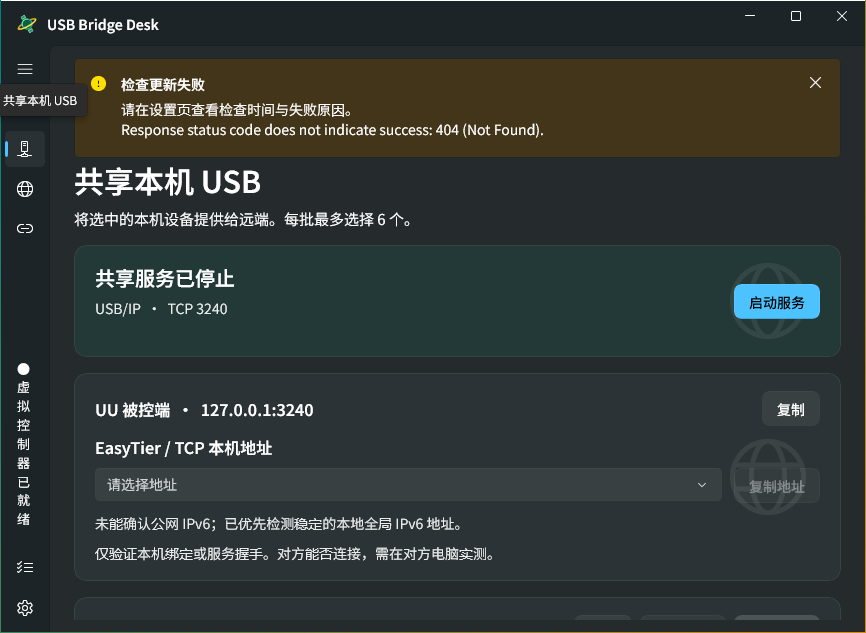 USB Bridge Desk
检查更新失败
共享本机 USB
请在设置页查看检查时间与失败原因。
Response status code does not indicate success: 404 (Not Found).
共享本机 USB
将选中的本机设备提供给远端。每批最多选择 6 个。
共享服务已停止
USB/IP • TCP 3240
启动服务
UU 被控端 • 127.0.0.1:3240
复制
EasyTier / TCP 本机地址
请选择地址
复制地址
未能确认公网 IPv6；已优先检测稳定的本地全局 IPv6 地址。
仅验证本机绑定或服务握手。对方能否连接，需在对方电脑实测。
虚拟控制器已就绪